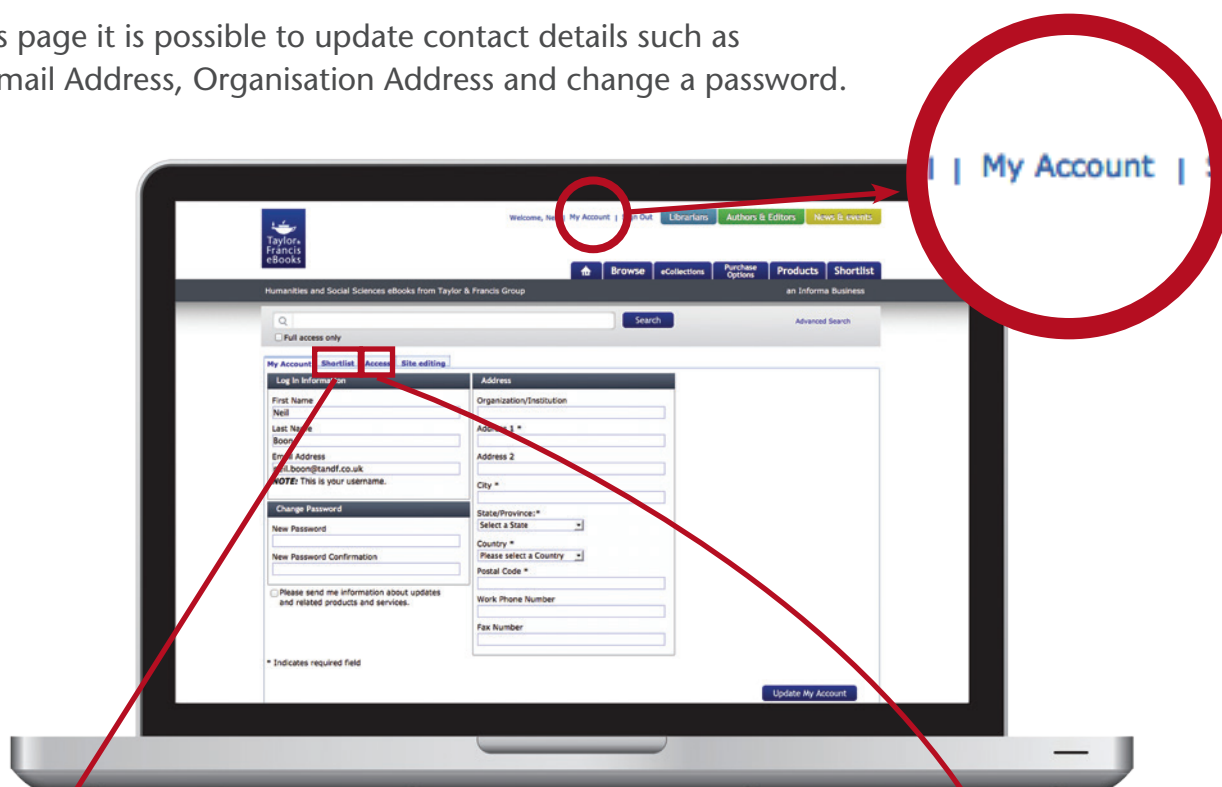 s page it is possible to update contact details such as
mail Address, Organisation Address and change a password.
| My Account |
Taylor &
Francis
eBooks
Welcome, | My Account | Sign Out Librarians Authors & Editors News & events
Browse eCollections Purchase Options Products Shortlist
Humanities and Social Sciences eBooks from Taylor & Francis Group an Informa Business
Search Advanced Search
Full access only
My Account Shortlist Access Site editing
Log In Information
First Name
Neil
Last Name
Boon
Email Address
neil.boon@tandf.co.uk
NOTE: This is your username.
Change Password
New Password
New Password Confirmation
Please send me information about updates
and related products and services.
* Indicates required field
Address
Organization/Institution
Address 1 *
Address 2
City *
State/Province:*
Select a State
Country *
Please select a Country
Postal Code *
Work Phone Number
Fax Number
Update My Account